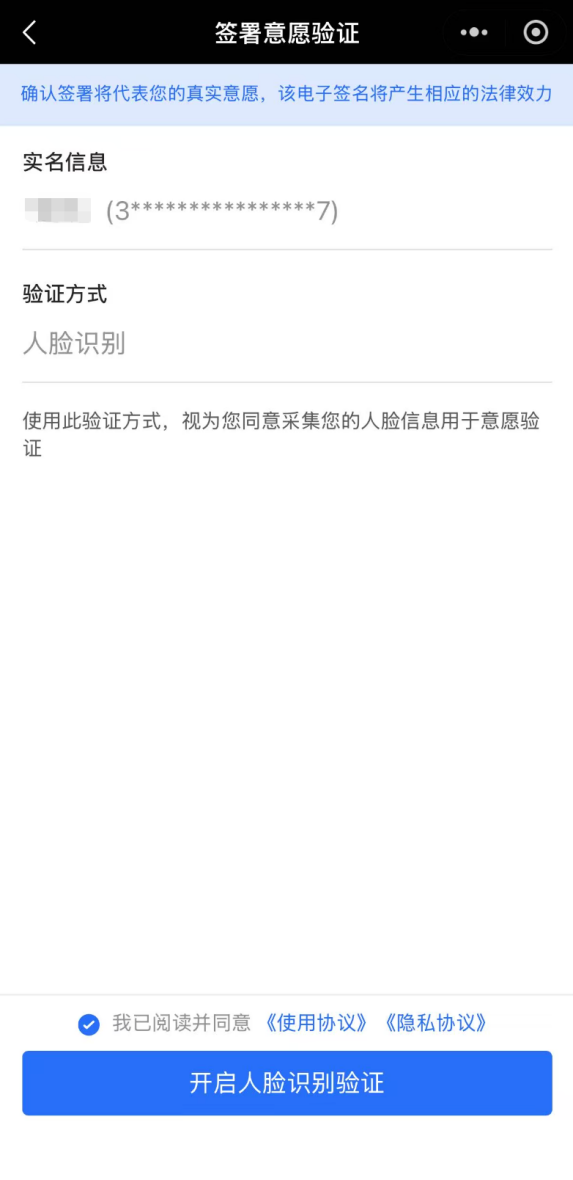 签署意愿验证
确认签署将代表您的真实意愿，该电子签名将产生相应的法律效力
实名信息
(3****************7)
验证方式
人脸识别
使用此验证方式，视为您同意采集您的人脸信息用于意愿验
证
我已阅读并同意 《使用协议》 《隐私协议》
开启人脸识别验证